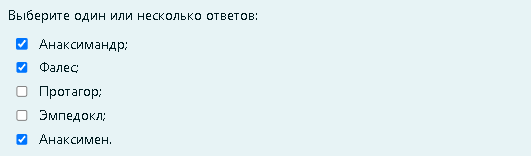 Выберите один или несколько ответов:
Анаксимандр;
Фалес;
Протагор;
Эмпедокл;
Анаксимен.